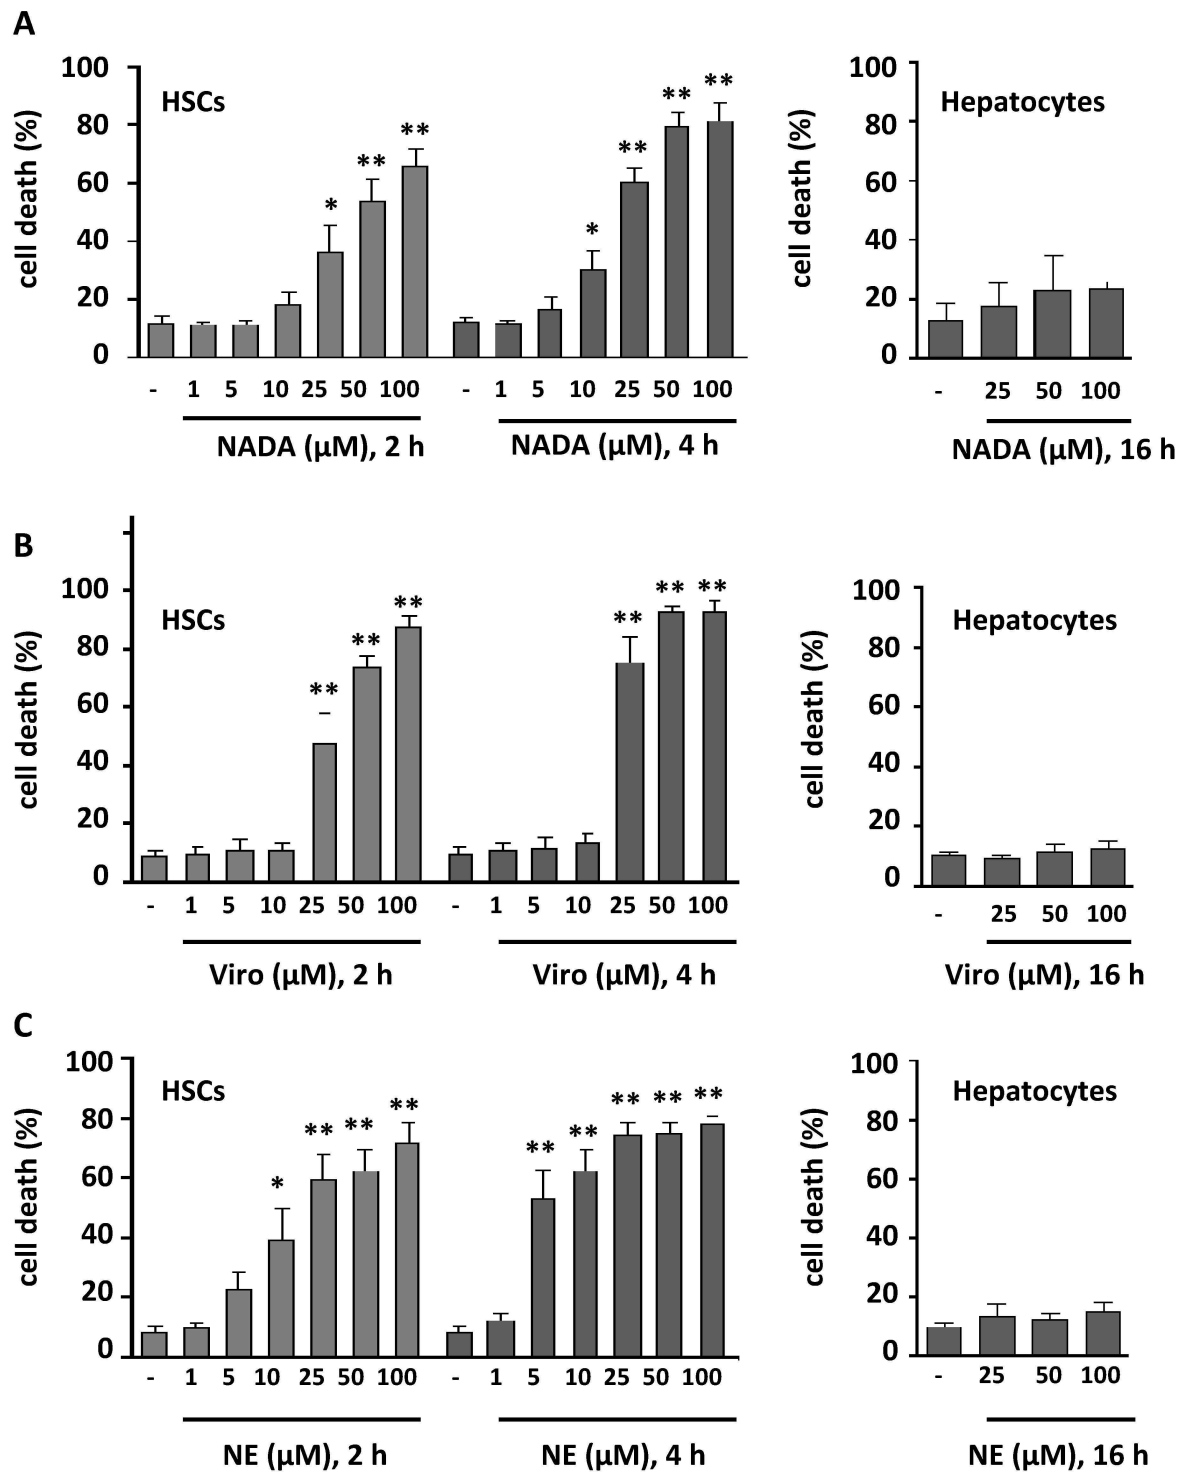 A
HSCs
cell death (%)
100
80
60
40
20
0
* ** ** * ** ** **
- 1 5 10 25 50 100 - 1 5 10 25 50 100
NADA (μM), 2 h NADA (μM), 4 h
Hepatocytes
cell death (%)
100
80
60
40
20
0
- 25 50 100
NADA (μM), 16 h
B
HSCs
cell death (%)
100
80
60
40
20
0
** ** ** ** ** **
- 1 5 10 25 50 100 - 1 5 10 25 50 100
Viro (μM), 2 h Viro (μM), 4 h
Hepatocytes
cell death (%)
100
80
60
40
20
0
- 25 50 100
Viro (μM), 16 h
C
HSCs
cell death (%)
100
80
60
40
20
0
* ** ** ** ** ** ** ** **
- 1 5 10 25 50 100 - 1 5 10 25 50 100
NE (μM), 2 h NE (μM), 4 h
Hepatocytes
cell death (%)
100
80
60
40
20
0
- 25 50 100
NE (μM), 16 h